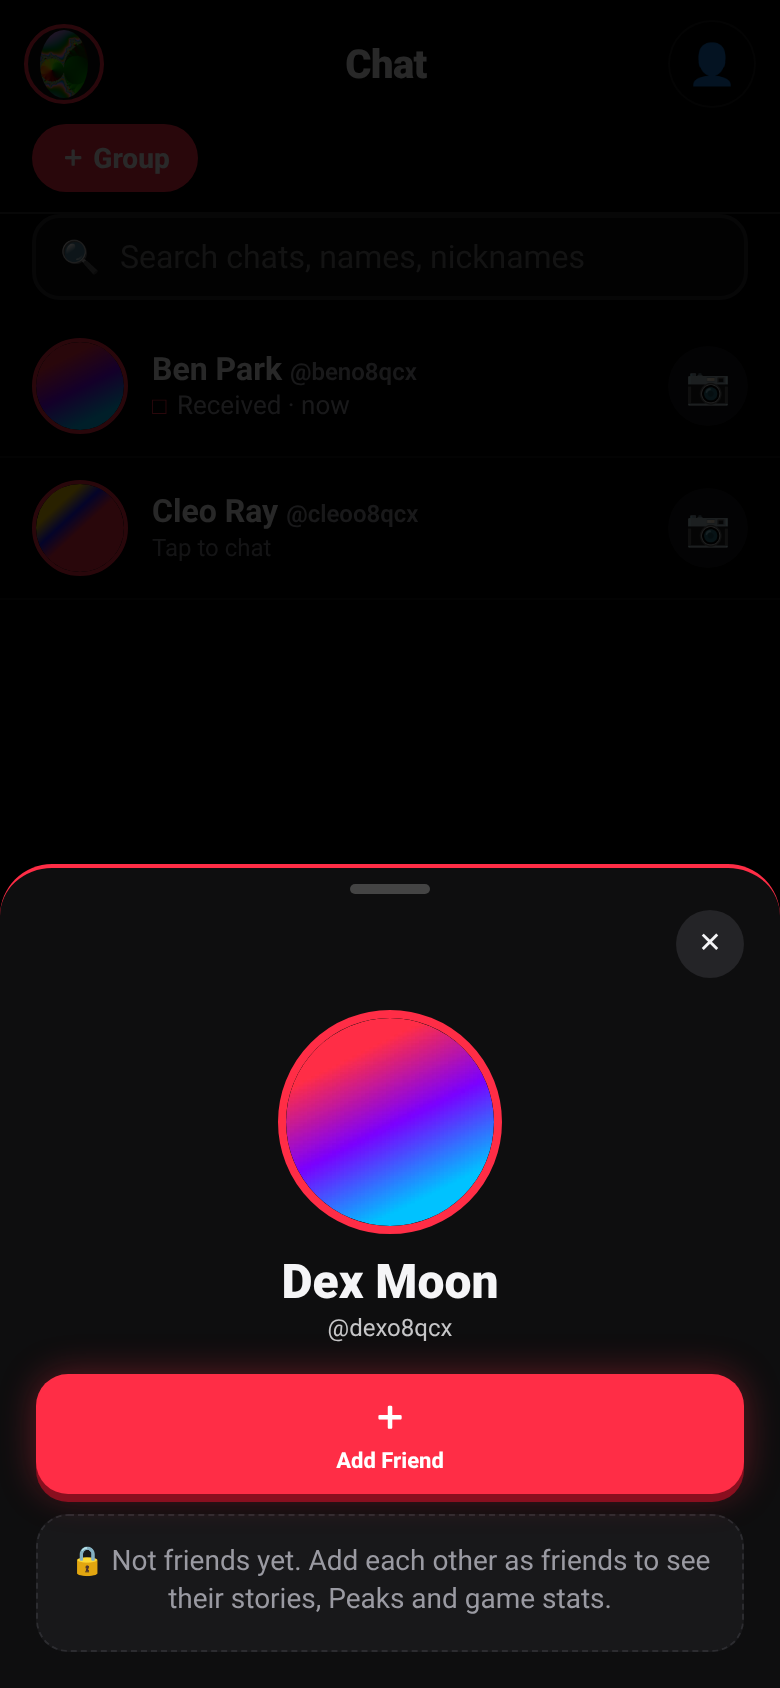 Chat
+ Group
Search chats, names, nicknames
Ben Park @beno8qcx
Received · now
Cleo Ray @cleoo8qcx
Tap to chat
×
Dex Moon
@dexo8qcx
+
Add Friend
🔒 Not friends yet. Add each other as friends to see
their stories, Peaks and game stats.